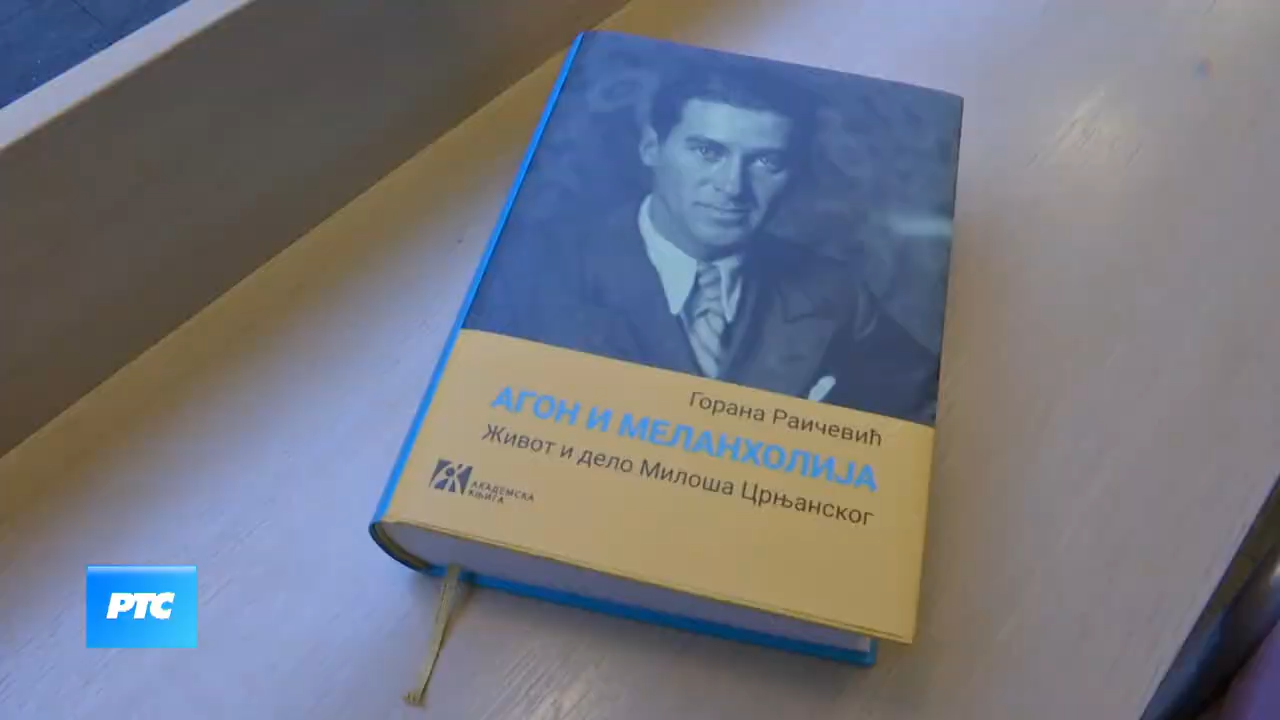 Горана Раичевић
АГОН И МЕЛАНХОЛИЈА
Живот и дело Милоша Црњанског
АКАДЕМСКА
КЊИГА
РТС